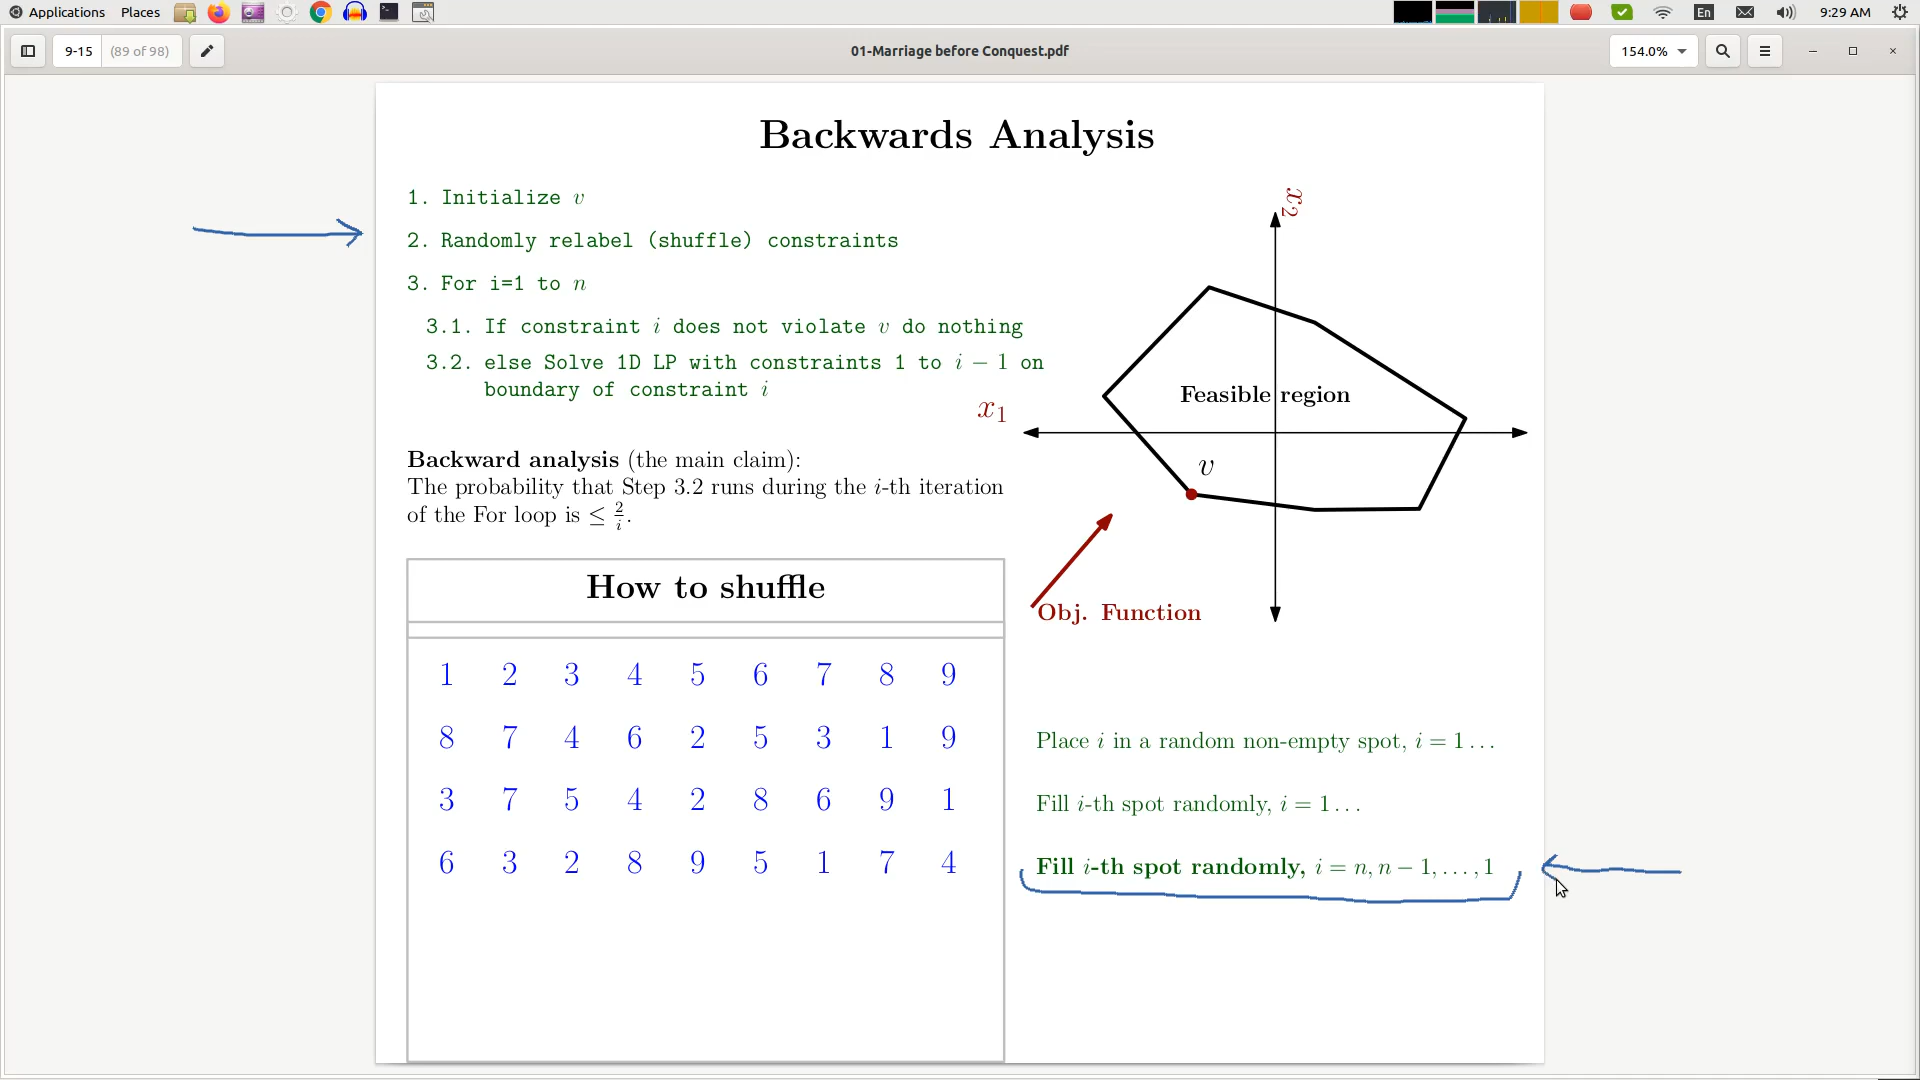 Applications Places En 9:29 AM
9-15 (89 of 98) 01-Marriage before Conquest.pdf 154.0%
Backwards Analysis
1. Initialize v
2. Randomly relabel (shuffle) constraints
3. For i=1 to n
3.1. If constraint i does not violate v do nothing
3.2. else Solve 1D LP with constraints 1 to i − 1 on
boundary of constraint i
Backward analysis (the main claim):
The probability that Step 3.2 runs during the i-th iteration
of the For loop is ≤ 2/i.
x₂
Feasible region
x₁
v
Obj. Function
How to shuffle
1 2 3 4 5 6 7 8 9
8 7 4 6 2 5 3 1 9
3 7 5 4 2 8 6 9 1
6 3 2 8 9 5 1 7 4
Place i in a random non-empty spot, i = 1 . . .
Fill i-th spot randomly, i = 1 . . .
Fill i-th spot randomly, i = n, n − 1, . . . , 1